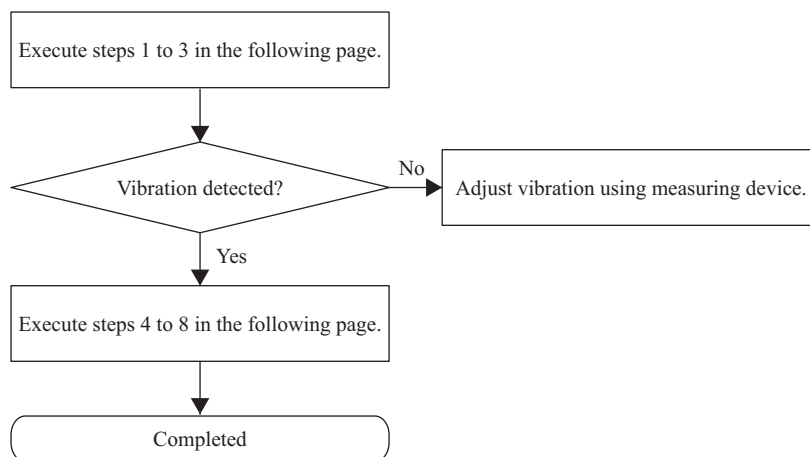 Execute steps 1 to 3 in the following page.
Vibration detected?
No
Adjust vibration using measuring device.
Yes
Execute steps 4 to 8 in the following page.
Completed